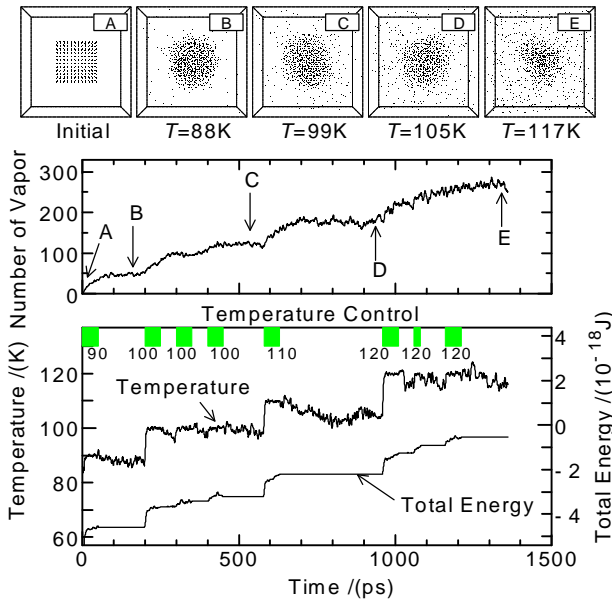 A B C D E
Initial T=88K T=99K T=105K T=117K
Number of Vapor
300
200
100
0
A
B
C
D
E
Temperature Control
90 100 100 100 110 120 120 120
Temperature /(K)
120
100
80
60
Temperature
Total Energy
Total Energy /(10⁻¹⁸J)
4
2
0
- 2
- 4
0 500 1000 1500
Time /(ps)